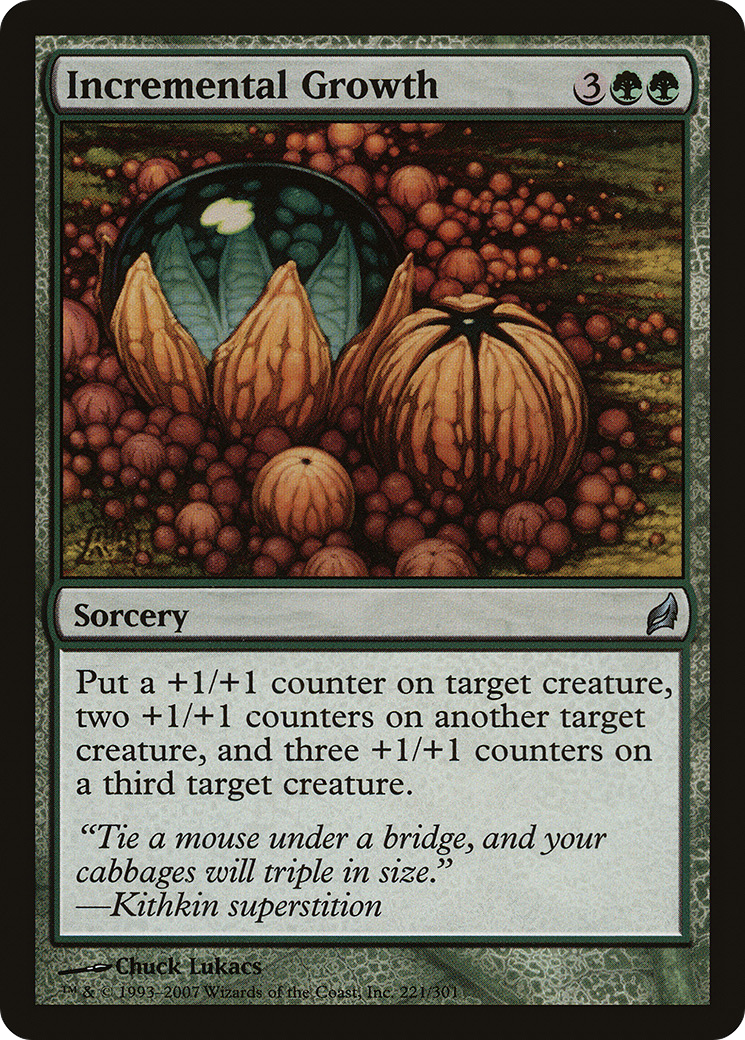 Incremental Growth 3
Sorcery
Put a +1/+1 counter on target creature,
two +1/+1 counters on another target
creature, and three +1/+1 counters on
a third target creature.
“Tie a mouse under a bridge, and your
cabbages will triple in size.”
—Kithkin superstition
Chuck Lukacs
™ & © 1993–2007 Wizards of the Coast, Inc. 221/301